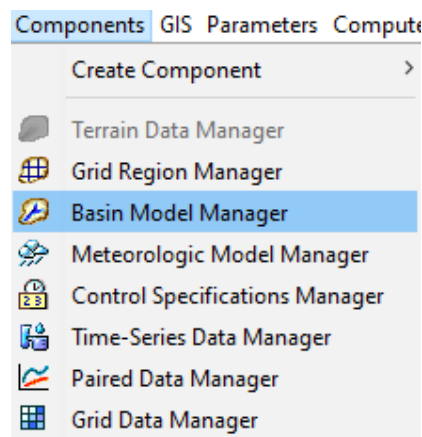 Components GIS Parameters Compute
Create Component
Terrain Data Manager
Grid Region Manager
Basin Model Manager
Meteorologic Model Manager
Control Specifications Manager
Time-Series Data Manager
Paired Data Manager
Grid Data Manager